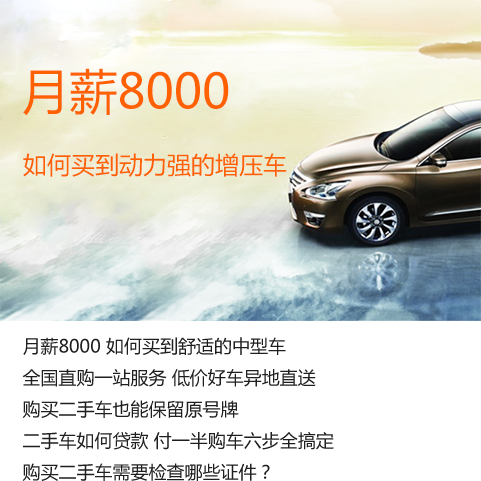 月薪8000
如何买到动力强的增压车
月薪8000 如何买到舒适的中型车
全国直购一站服务 低价好车异地直送
购买二手车也能保留原号牌
二手车如何贷款 付一半购车六步全搞定
购买二手车需要检查哪些证件？